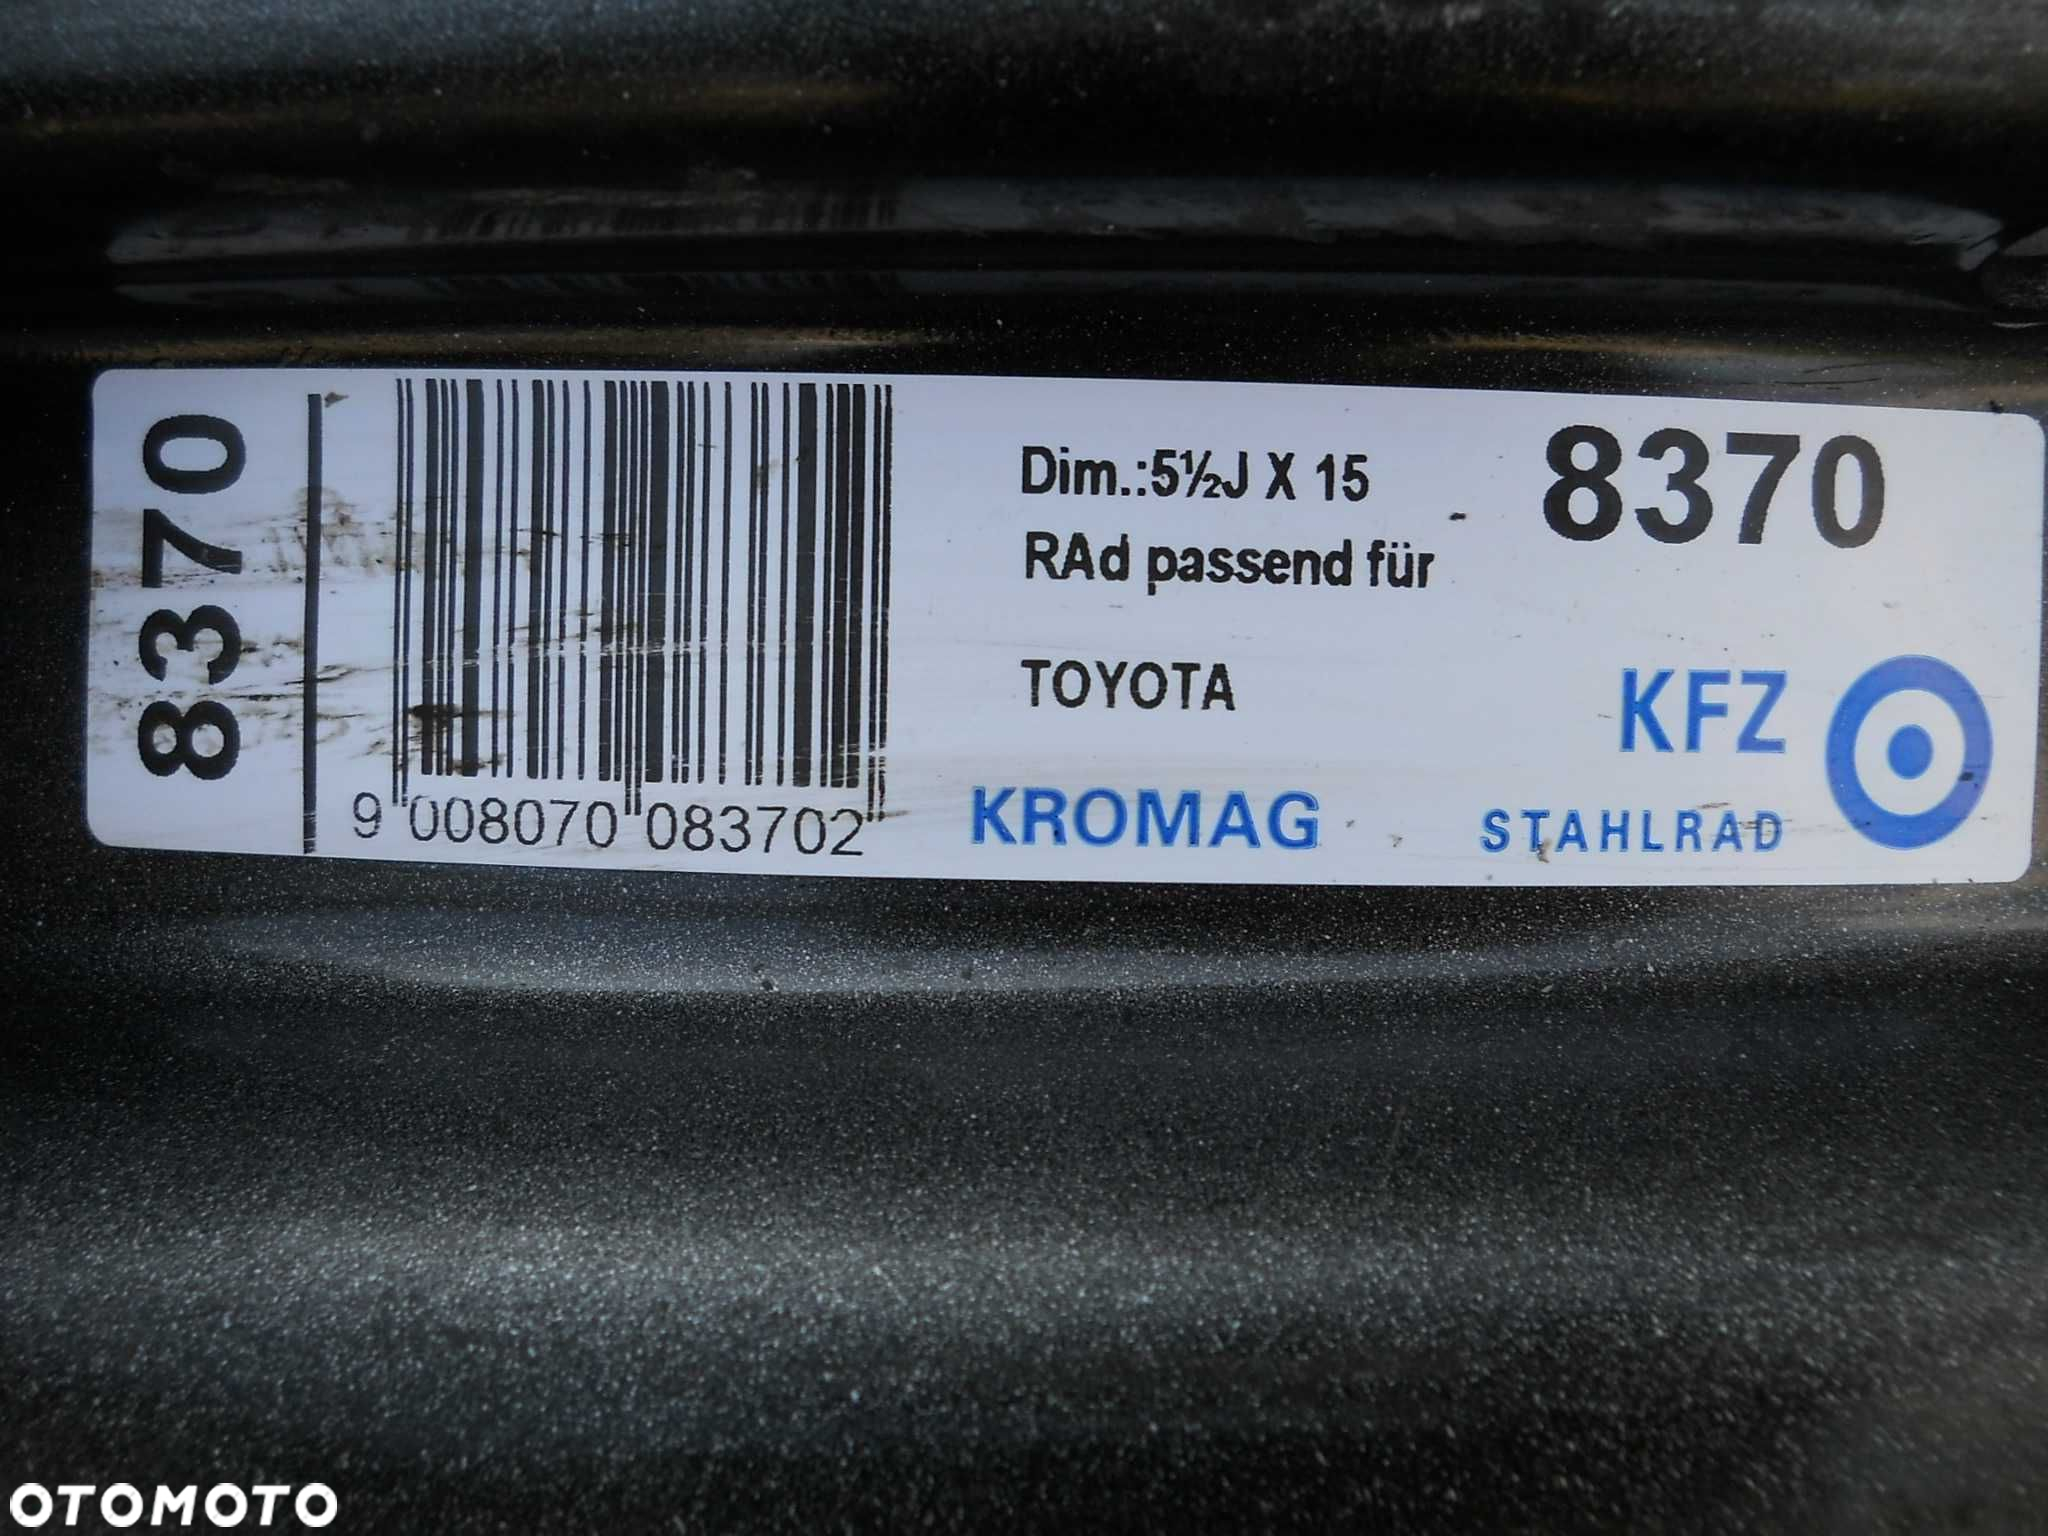 8370
9 008070 083702
Dim.:5½J X 15
RAd passend für
TOYOTA
KROMAG
8370
KFZ
STAHLRAD
OTOMOTO